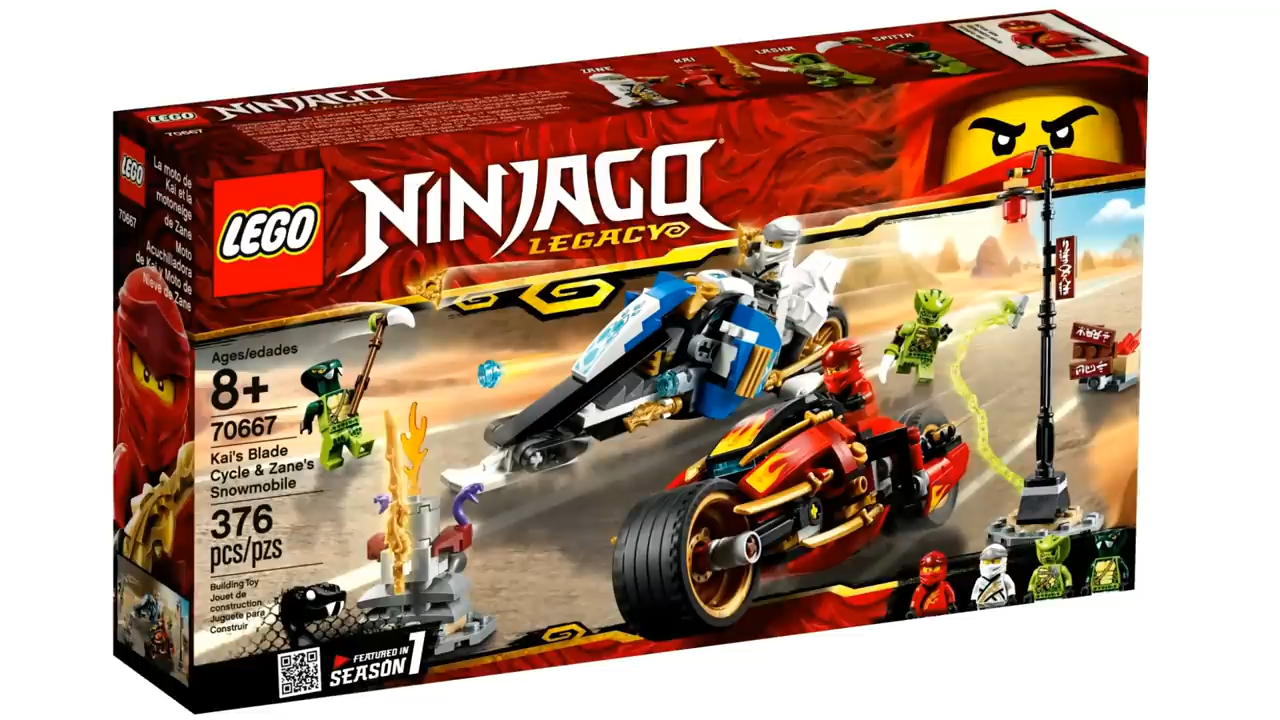 ZANE
KAI
LASHA
SPITTA
LEGO NINJAGO
LEGACY
70667
LEGO
70667
La moto de
Kai et la
motoneige
de Zane
Moto
Acuchilladora
de Kai y Moto de
Nieve de Zane
LEGO
NINJAGO
LEGACY
Ages/edades
8+
70667
Kai's Blade
Cycle & Zane's
Snowmobile
376
pcs/pzs
Building Toy
Jouet de
construction
Juguete para
Construir
FEATURED IN
SEASON 1